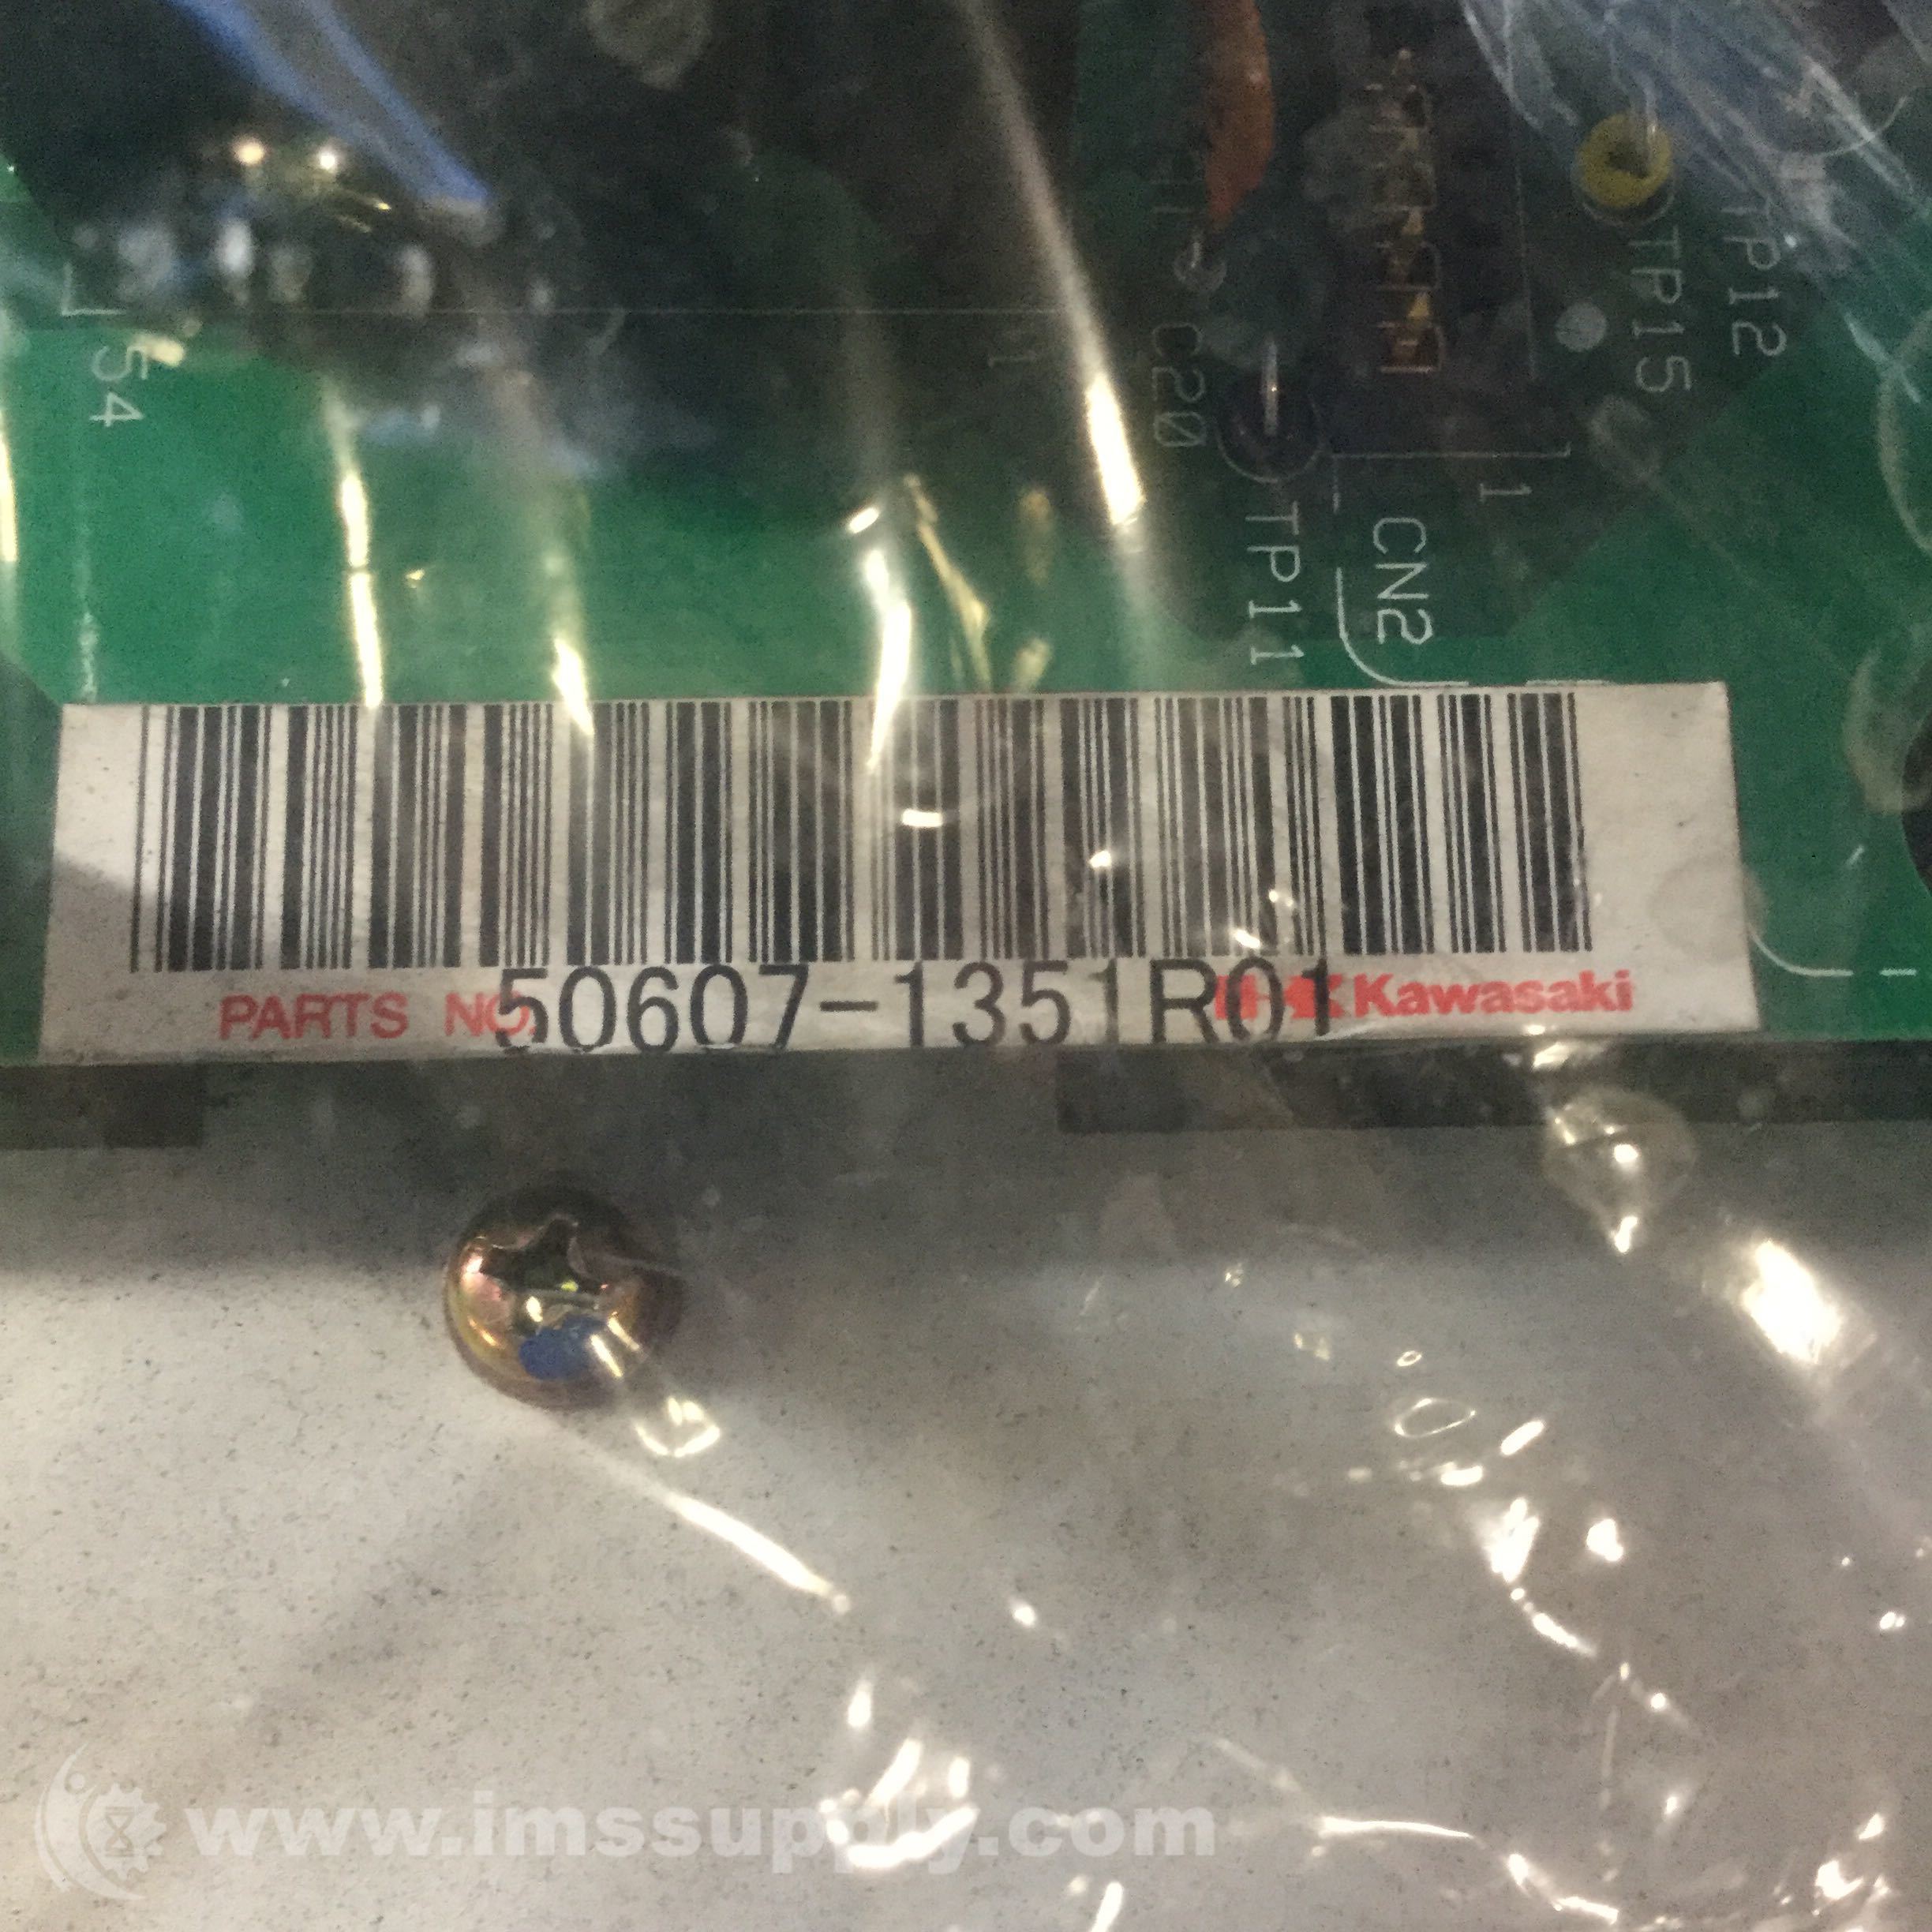 TP12
TP15
54
C20
1
CN2
TP11
PARTS NO. 50607-1351R01 Kawasaki
www.imssupply.com